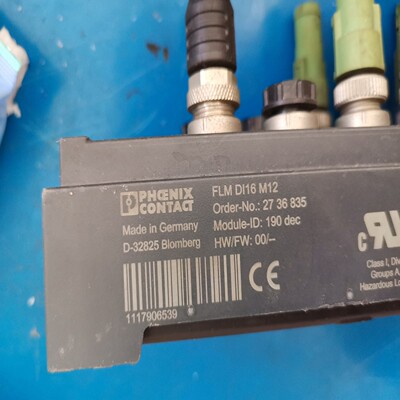 PHŒNIX
CONTACT
Made in Germany
D-32825 Blomberg
FLM DI16 M12
Order-No.: 27 36 835
Module-ID: 190 dec
HW/FW: 00/--
CE
1117906539
c
Class I, Div
Groups A,
Hazardous Lo